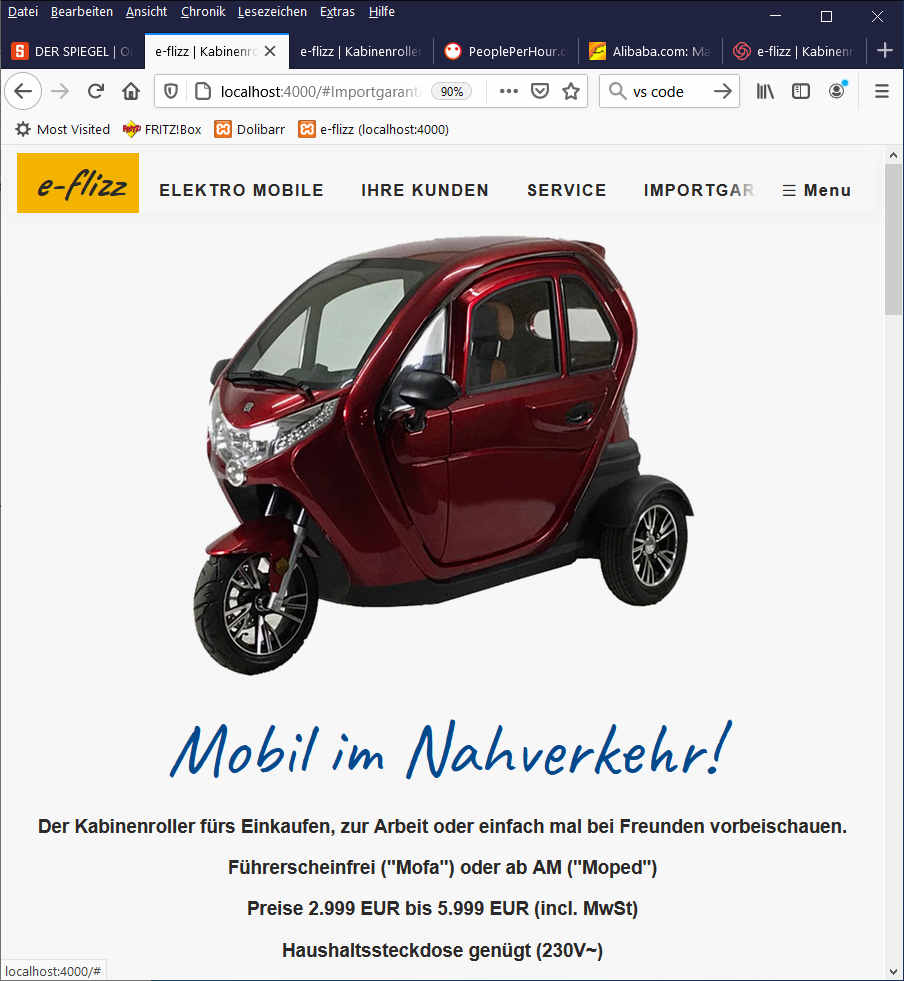 Datei Bearbeiten Ansicht Chronik Lesezeichen Extras Hilfe
DER SPIEGEL | O e-flizz | Kabinenro e-flizz | Kabinenroller PeoplePerHour.c Alibaba.com: Ma e-flizz | Kabinenr
localhost:4000/#Importgarant 90% vs code
Most Visited FRITZ!Box Dolibarr e-flizz (localhost:4000)
e-flizz ELEKTRO MOBILE IHRE KUNDEN SERVICE IMPORTGAR Menu
Mobil im Nahverkehr!
Der Kabinenroller fürs Einkaufen, zur Arbeit oder einfach mal bei Freunden vorbeischauen.
Führerscheinfrei ("Mofa") oder ab AM ("Moped")
Preise 2.999 EUR bis 5.999 EUR (incl. MwSt)
Haushaltssteckdose genügt (230V~)
localhost:4000/#